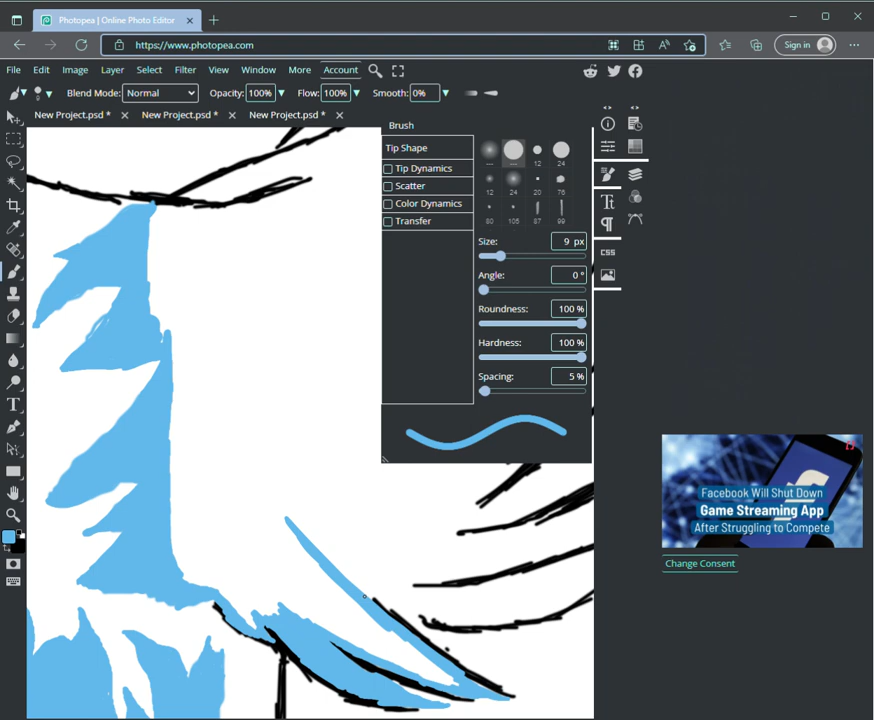 Photopea | Online Photo Editor
https://www.photopea.com
Sign in
File Edit Image Layer Select Filter View Window More Account
Blend Mode: Normal Opacity: 100% Flow: 100% Smooth: 0%
New Project.psd * New Project.psd * New Project.psd *
Brush
Tip Shape
Tip Dynamics
Scatter
Color Dynamics
Transfer
12 24
12 24 20 76
80 105 87 99
Size: 9 px
Angle: 0°
Roundness: 100 %
Hardness: 100 %
Spacing: 5 %
CSS
Facebook Will Shut Down
Game Streaming App
After Struggling to Compete
Change Consent